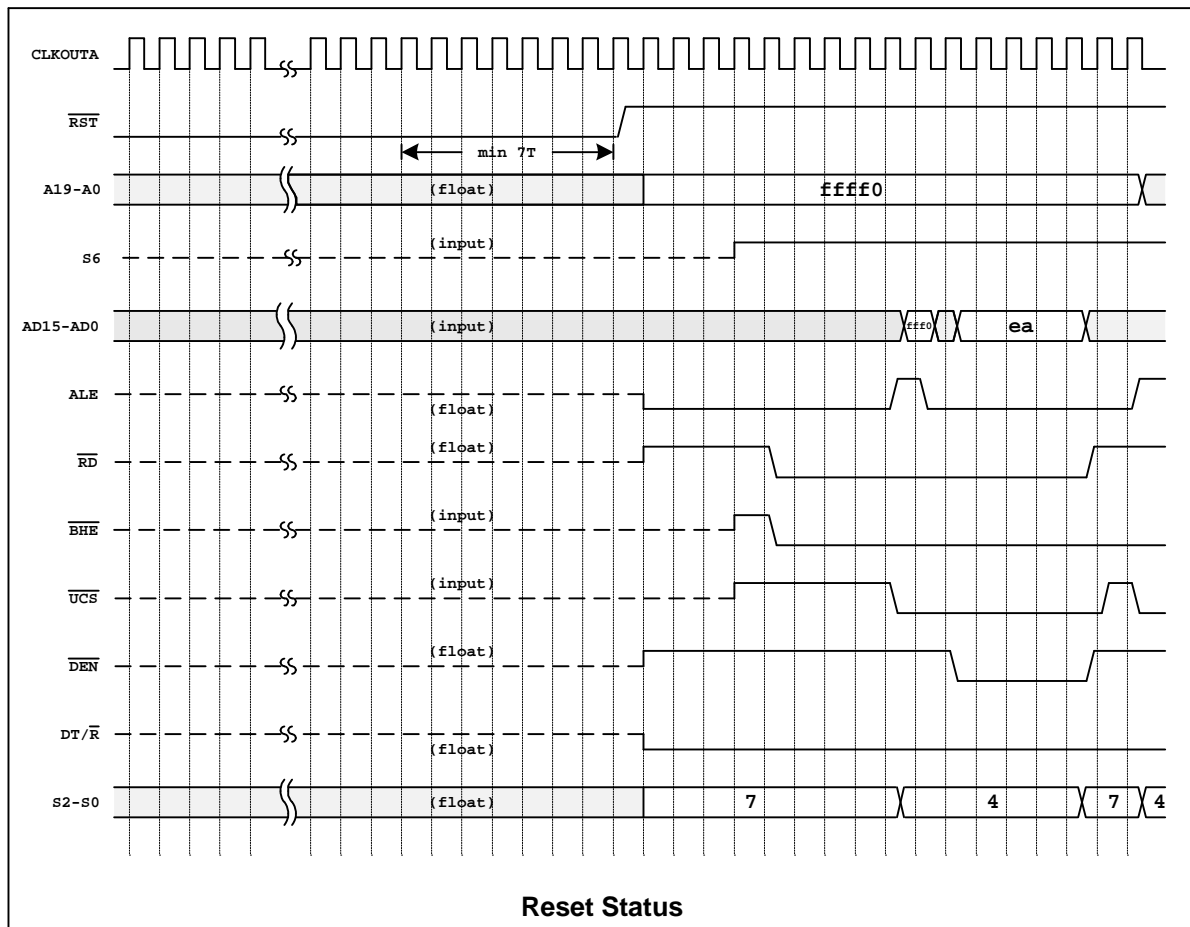 CLKOUTA
RST
min 7T
A19-A0
(float)
ffff0
S6
(input)
AD15-AD0
(input)
fff0
ea
ALE
(float)
RD
(float)
BHE
(input)
UCS
(input)
DEN
(float)
DT/R
(float)
S2-S0
(float)
7
4
7
4
Reset Status